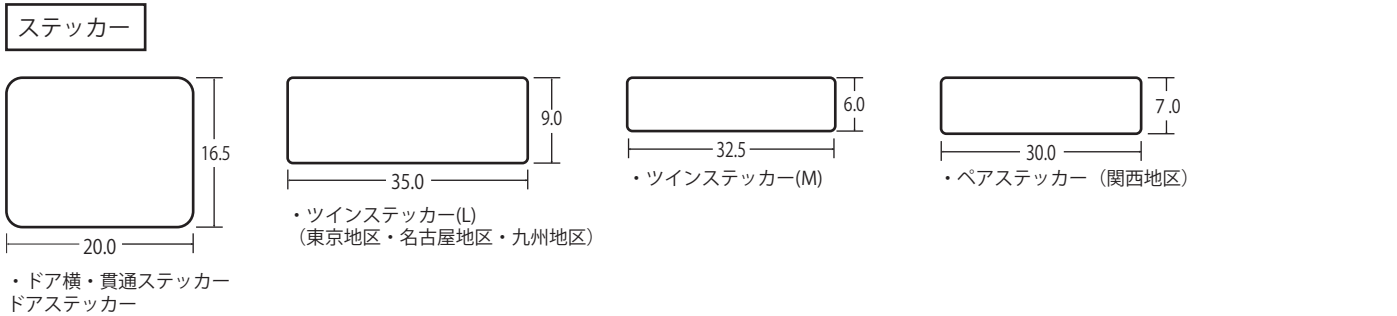 ステッカー
16.5
20.0
・ドア横・貫通ステッカー
ドアステッカー
9.0
35.0
・ツインステッカー(L)
（東京地区・名古屋地区・九州地区）
6.0
32.5
・ツインステッカー(M)
7.0
30.0
・ペアステッカー（関西地区）